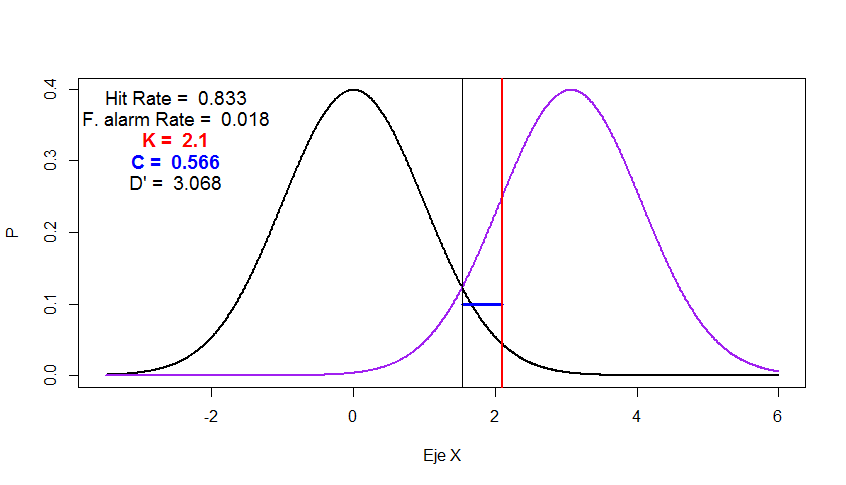 Hit Rate =  0.833
F. alarm Rate =  0.018
K =  2.1
C =  0.566
D' =  3.068
P
0.0
0.1
0.2
0.3
0.4
-2
0
2
4
6
Eje X